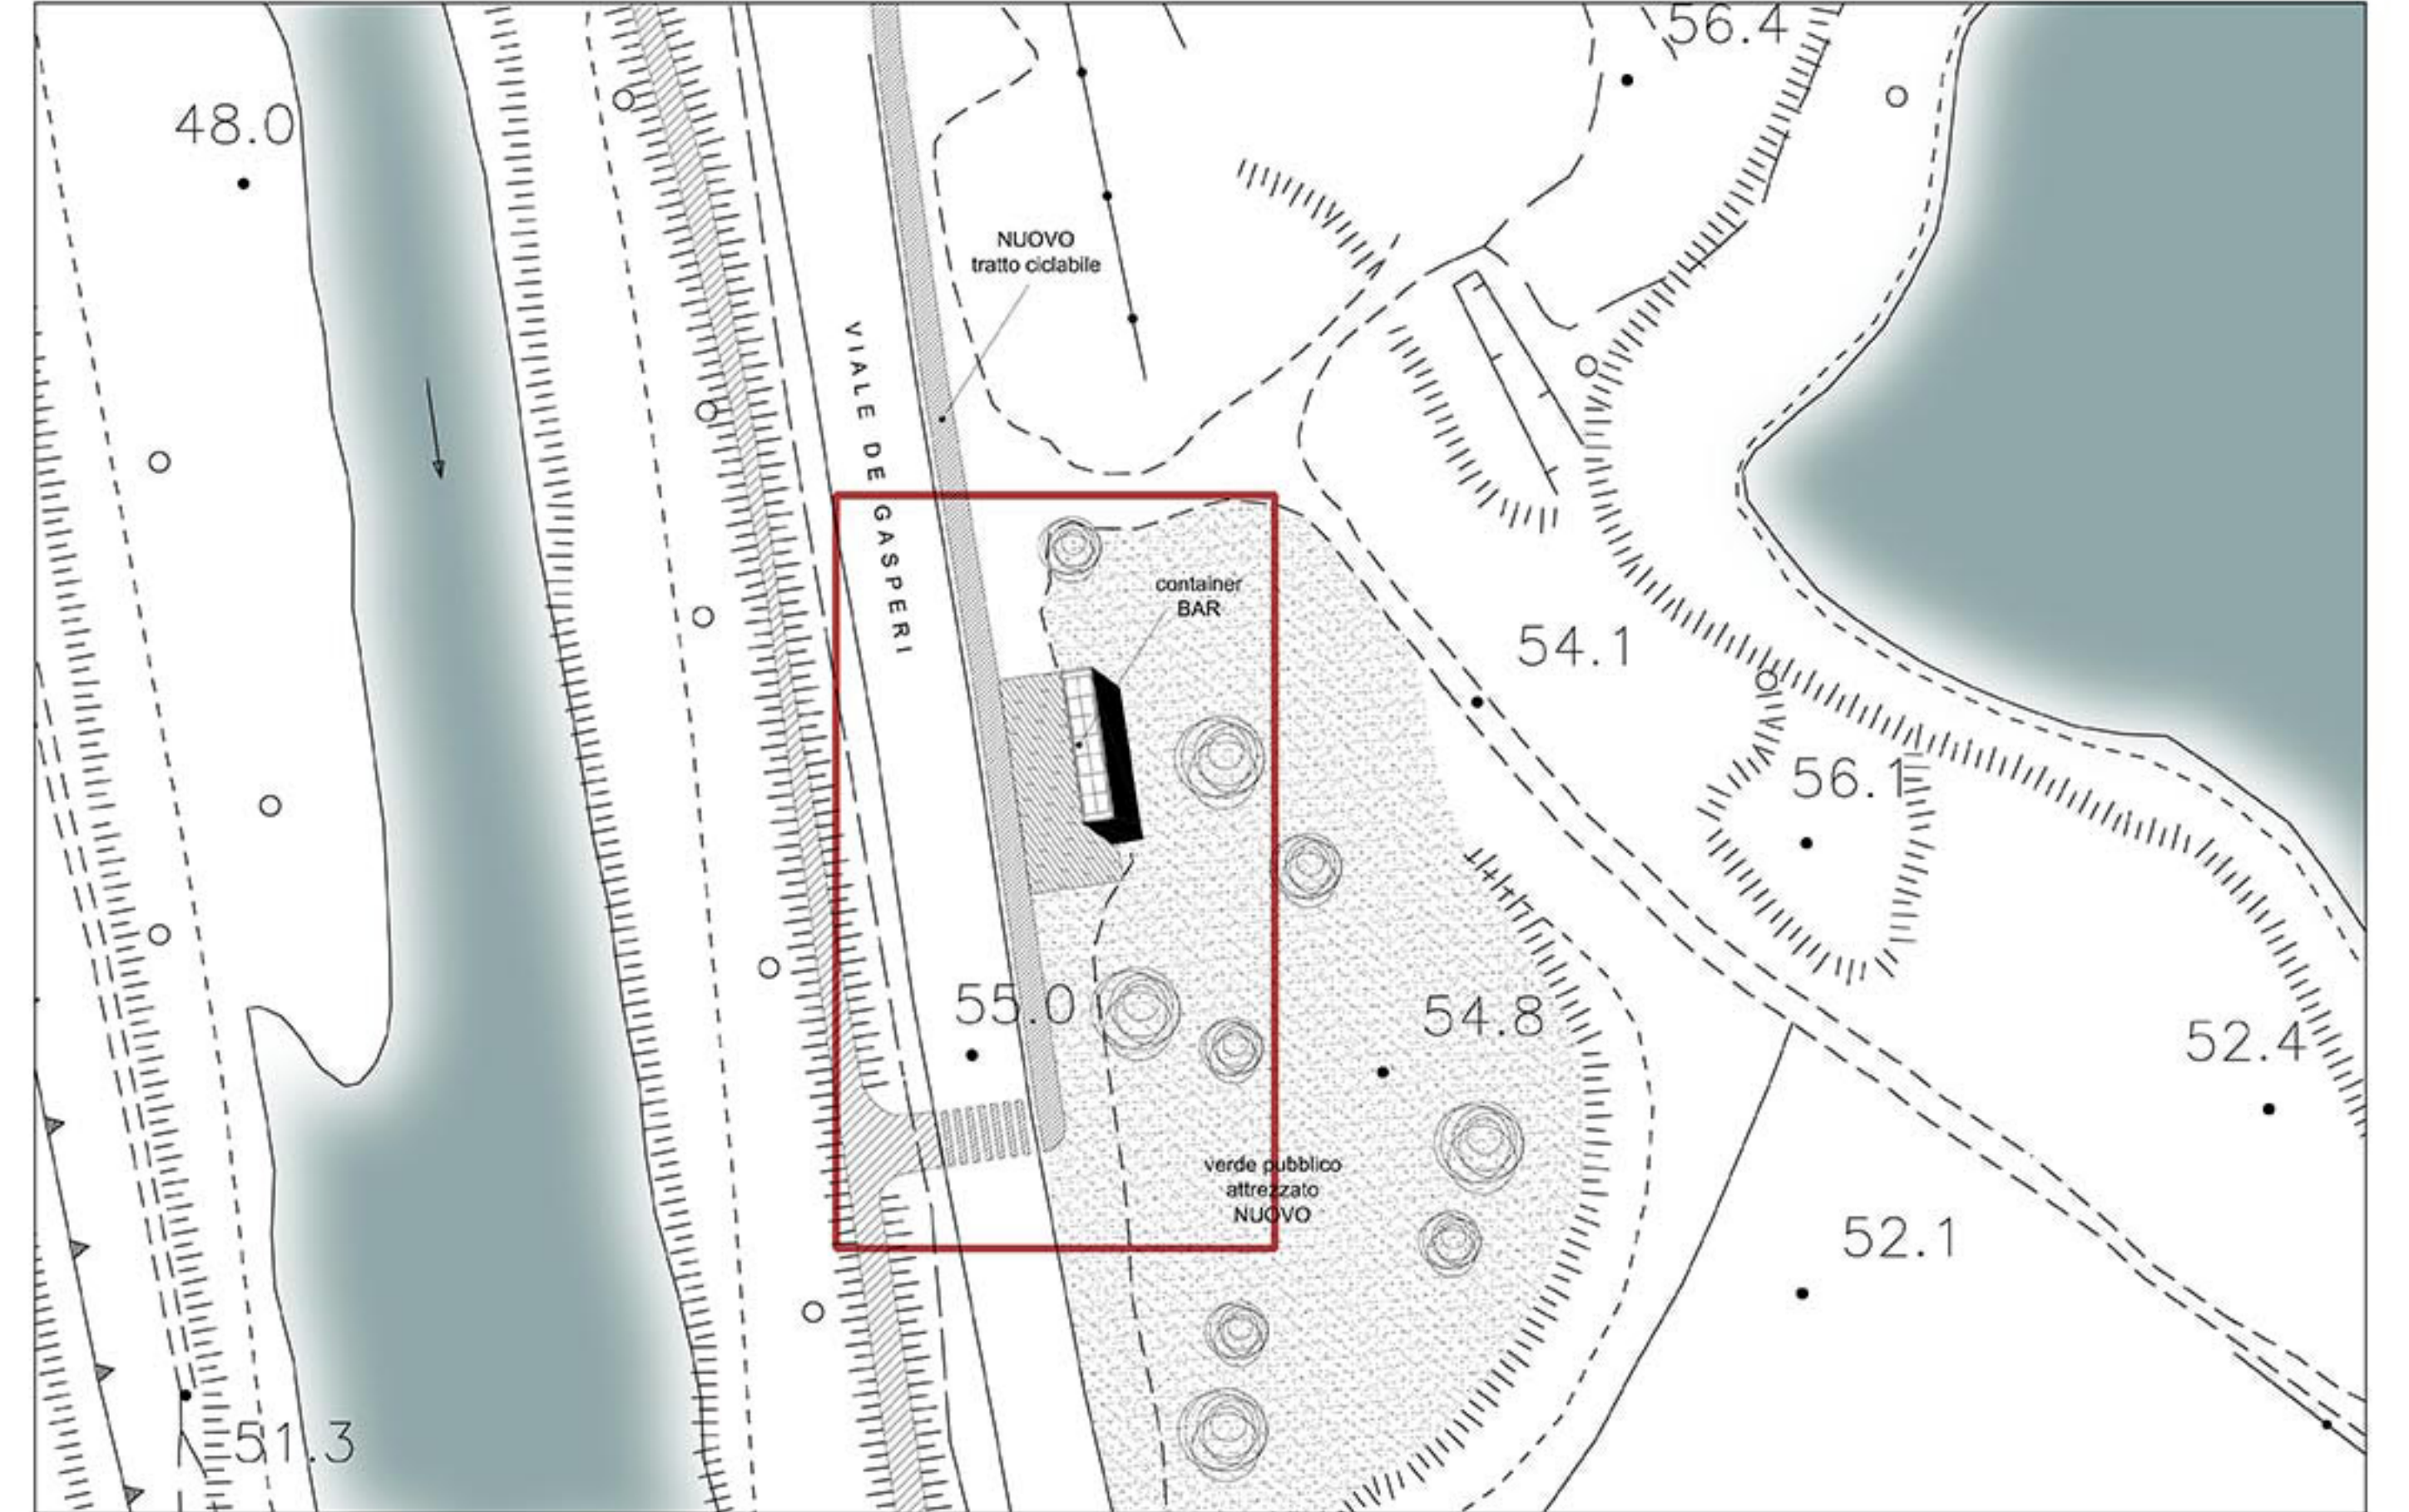 56.4
48.0
NUOVO
tratto ciclabile
VIALE DE GASPERI
container
BAR
54.1
56.1
55.0
54.8
52.4
verde pubblico
attrezzato
NUOVO
52.1
51.3